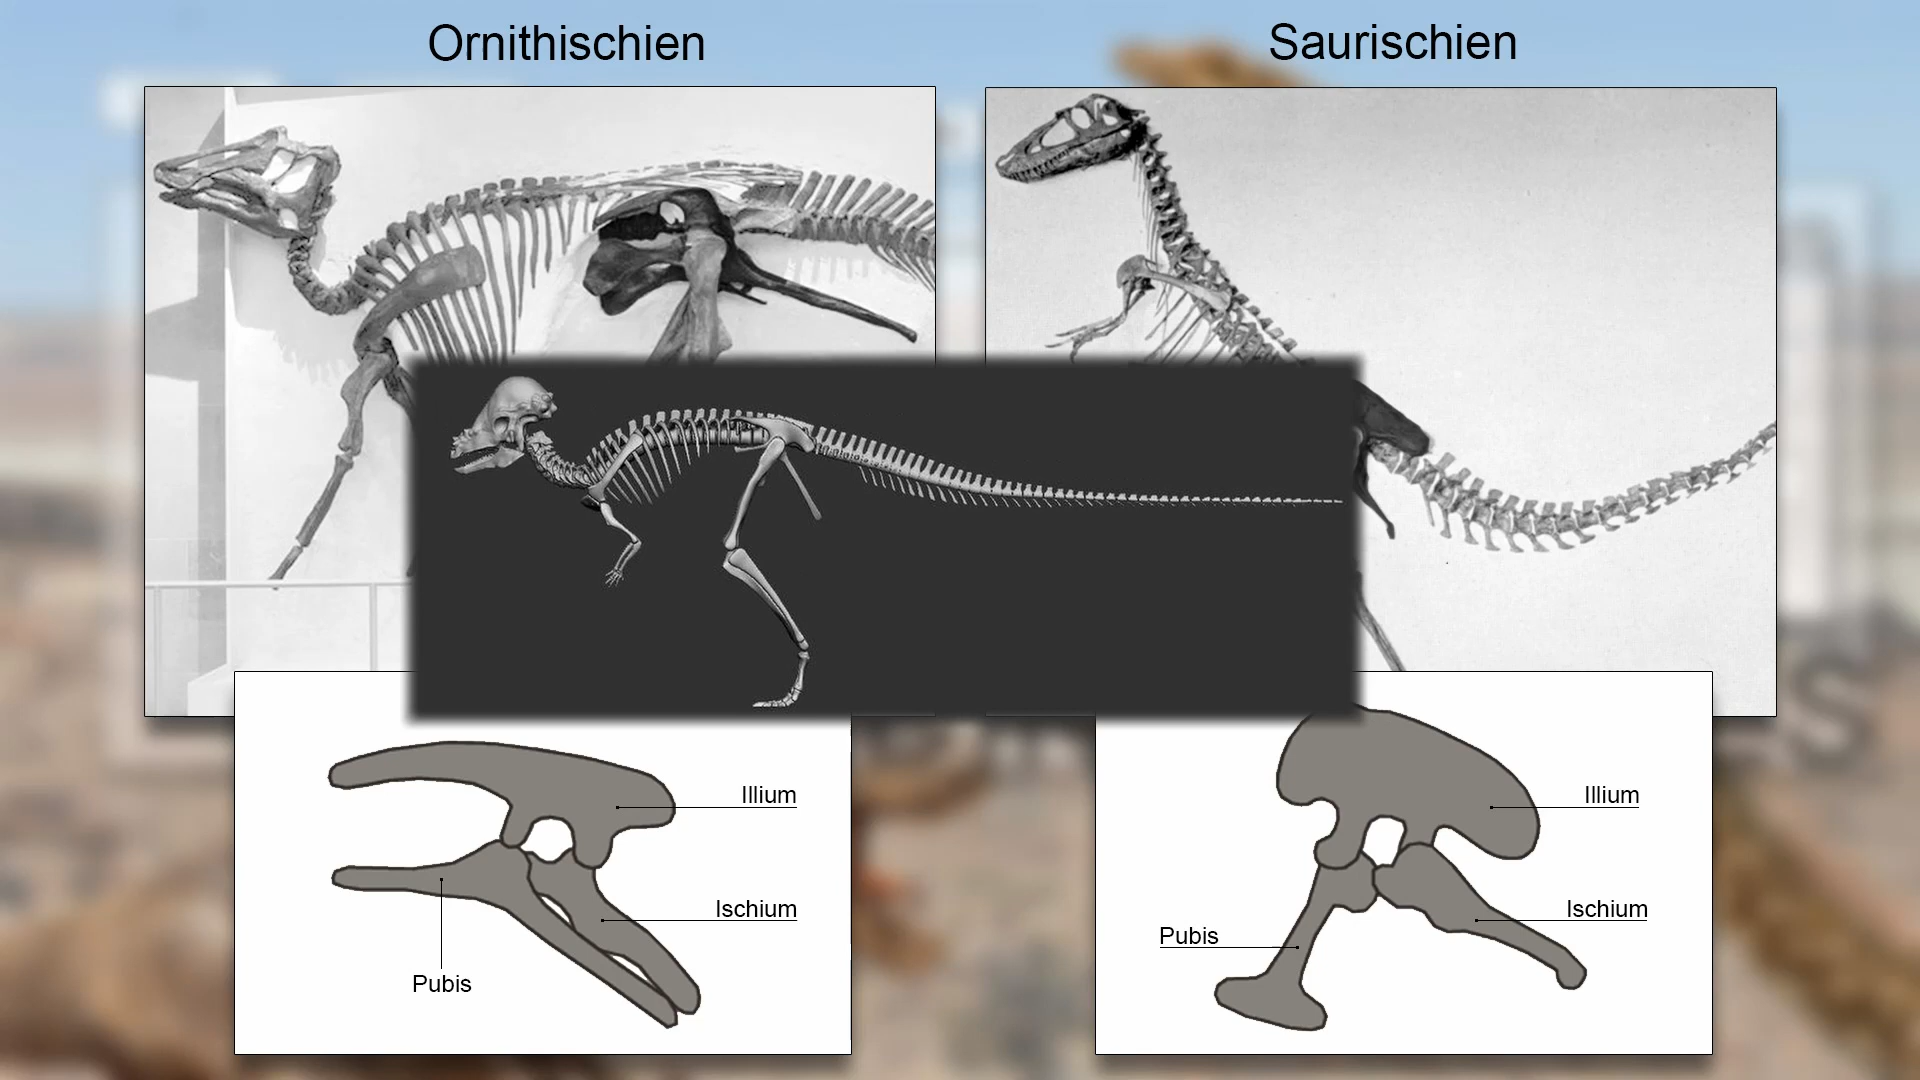 Ornithischien
Saurischien
Illium
Ischium
Pubis
Illium
Ischium
Pubis